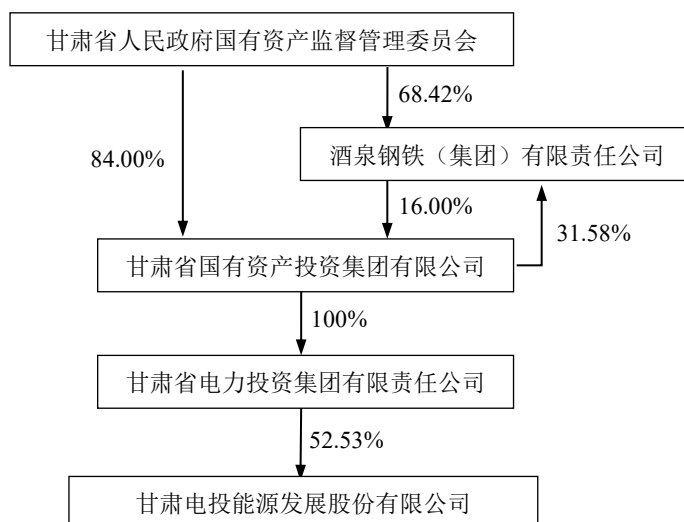 甘肃省人民政府国有资产监督管理委员会
68.42%
酒泉钢铁（集团）有限责任公司
84.00%
16.00%
31.58%
甘肃省国有资产投资集团有限公司
100%
甘肃省电力投资集团有限责任公司
52.53%
甘肃电投能源发展股份有限公司